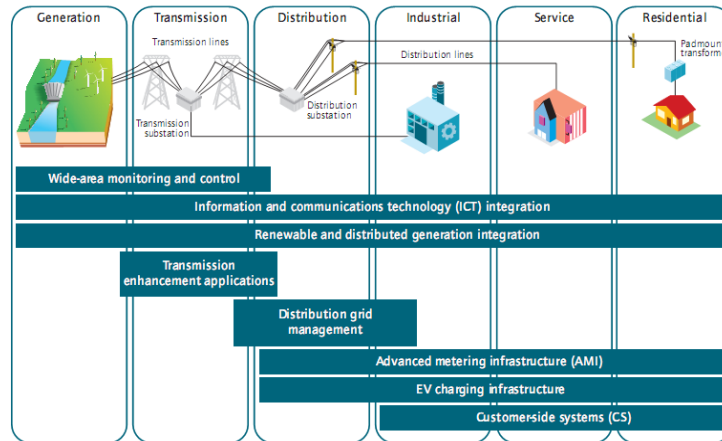 Generation
Transmission
Distribution
Industrial
Service
Residential
Transmission lines
Padmoun
transform
Distribution lines
Transmission
substation
Distribution
substation
Wide-area monitoring and control
Information and communications technology (ICT) integration
Renewable and distributed generation integration
Transmission
enhancement applications
Distribution grid
management
Advanced metering infrastructure (AMI)
EV charging infrastructure
Customer-side systems (CS)